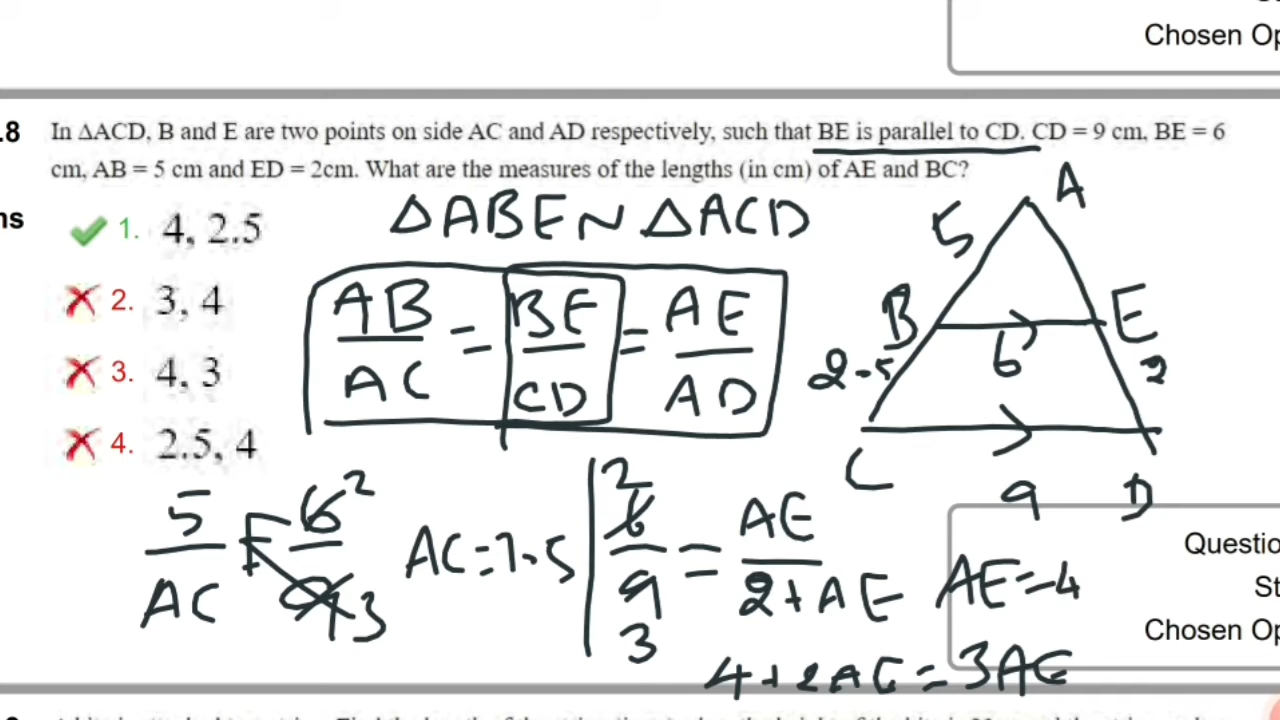 Chosen Op
.8 In ΔACD, B and E are two points on side AC and AD respectively, such that BE is parallel to CD. CD = 9 cm, BE = 6
cm, AB = 5 cm and ED = 2cm. What are the measures of the lengths (in cm) of AE and BC?
ns
1. 4, 2.5
2. 3, 4
3. 4, 3
4. 2.5, 4
ΔABE ~ ΔACD
AB/AC = BE/CD = AE/AD
A
5
B
E
6
2.5
2
C
9
D
5/AC = 6 2/9 3
AC=7.5
2 6/9 3 = AE/2+AE
AE=4
4+2AE=3AE
Questio
St
Chosen Op